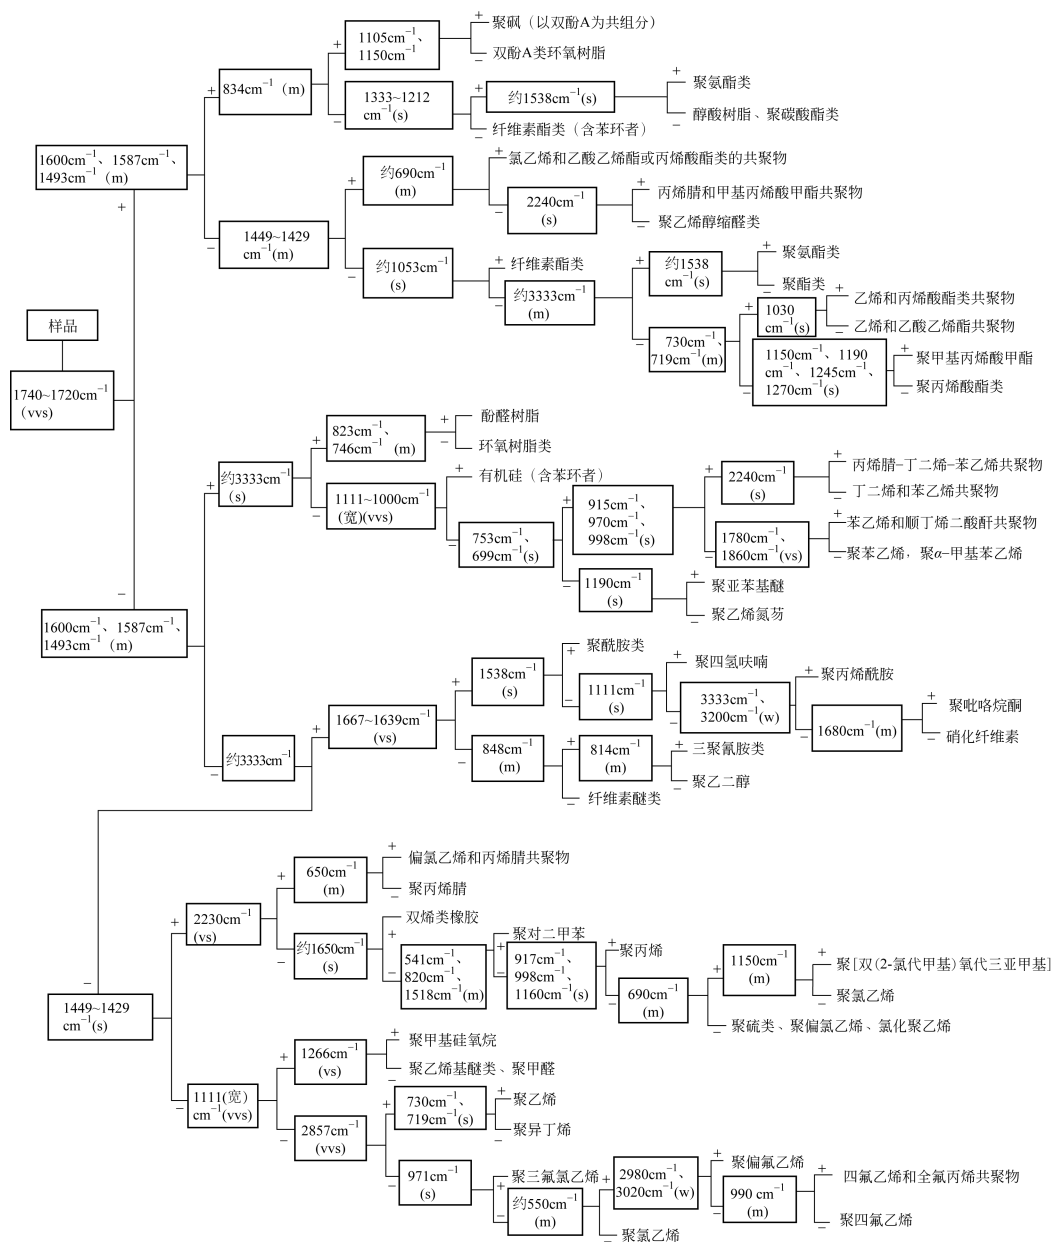 样品
1740~1720cm⁻¹
(vvs)
+
−
1600cm⁻¹、1587cm⁻¹、
1493cm⁻¹(m)
+
−
834cm⁻¹(m)
+
−
1105cm⁻¹、
1150cm⁻¹
+
聚砜（以双酚A为共组分）
−
双酚A类环氧树脂
1333~1212
cm⁻¹(s)
+
−
约1538cm⁻¹(s)
+
聚氨酯类
−
醇酸树脂、聚碳酸酯类
纤维素酯类（含苯环者）
1449~1429
cm⁻¹(m)
+
−
约690cm⁻¹
(m)
+
氯乙烯和乙酸乙烯酯或丙烯酸酯类的共聚物
−
2240cm⁻¹
(s)
+
丙烯腈和甲基丙烯酸甲酯共聚物
−
聚乙烯醇缩醛类
约1053cm⁻¹
(s)
+
纤维素酯类
−
约3333cm⁻¹
(m)
+
−
约1538
cm⁻¹(s)
+
聚氨酯类
−
聚酯类
730cm⁻¹、
719cm⁻¹(m)
+
−
1030
cm⁻¹(s)
+
乙烯和丙烯酸酯类共聚物
−
乙烯和乙酸乙烯酯共聚物
1150cm⁻¹、1190
cm⁻¹、1245cm⁻¹、
1270cm⁻¹(s)
+
聚甲基丙烯酸甲酯
−
聚丙烯酸酯类
1600cm⁻¹、1587cm⁻¹、
1493cm⁻¹(m)
+
−
约3333cm⁻¹
(s)
+
−
823cm⁻¹、
746cm⁻¹(m)
+
酚醛树脂
−
环氧树脂类
1111~1000cm⁻¹
(宽)(vvs)
+
有机硅（含苯环者）
−
753cm⁻¹、
699cm⁻¹(s)
+
−
915cm⁻¹、
970cm⁻¹、
998cm⁻¹(s)
+
−
2240cm⁻¹
(s)
+
丙烯腈-丁二烯-苯乙烯共聚物
−
丁二烯和苯乙烯共聚物
1780cm⁻¹、
1860cm⁻¹(vs)
+
苯乙烯和顺丁烯二酸酐共聚物
−
聚苯乙烯，聚α-甲基苯乙烯
1190cm⁻¹
(s)
+
聚亚苯基醚
−
聚乙烯氮芴
约3333cm⁻¹
1667~1639cm⁻¹
(vs)
+
−
1538cm⁻¹
(s)
+
聚酰胺类
−
1111cm⁻¹
(s)
+
聚四氢呋喃
−
3333cm⁻¹、
3200cm⁻¹(w)
+
聚丙烯酰胺
−
1680cm⁻¹(m)
+
聚吡咯烷酮
−
硝化纤维素
848cm⁻¹
(m)
+
−
814cm⁻¹
(m)
+
三聚氰胺类
−
聚乙二醇
纤维素醚类
+
−
1449~1429
cm⁻¹(s)
+
−
2230cm⁻¹
(vs)
+
−
650cm⁻¹
(m)
+
偏氯乙烯和丙烯腈共聚物
−
聚丙烯腈
约1650cm⁻¹
(s)
双烯类橡胶
+
−
541cm⁻¹、
820cm⁻¹、
1518cm⁻¹(m)
聚对二甲苯
+
−
917cm⁻¹、
998cm⁻¹、
1160cm⁻¹(s)
+
聚丙烯
−
690cm⁻¹
(m)
+
−
1150cm⁻¹
(m)
+
聚[双(2-氯代甲基)氧代三亚甲基]
−
聚氯乙烯
聚硫类、聚偏氯乙烯、氯化聚乙烯
1111(宽)
cm⁻¹(vvs)
+
−
1266cm⁻¹
(vs)
+
聚甲基硅氧烷
−
聚乙烯基醚类、聚甲醛
2857cm⁻¹
(vvs)
+
−
730cm⁻¹、
719cm⁻¹(s)
+
聚乙烯
−
聚异丁烯
971cm⁻¹
(s)
+
聚三氟氯乙烯
−
约550cm⁻¹
(m)
+
−
2980cm⁻¹、
3020cm⁻¹(w)
+
聚偏氟乙烯
−
990 cm⁻¹
(m)
+
四氟乙烯和全氟丙烯共聚物
−
聚四氟乙烯
聚氯乙烯